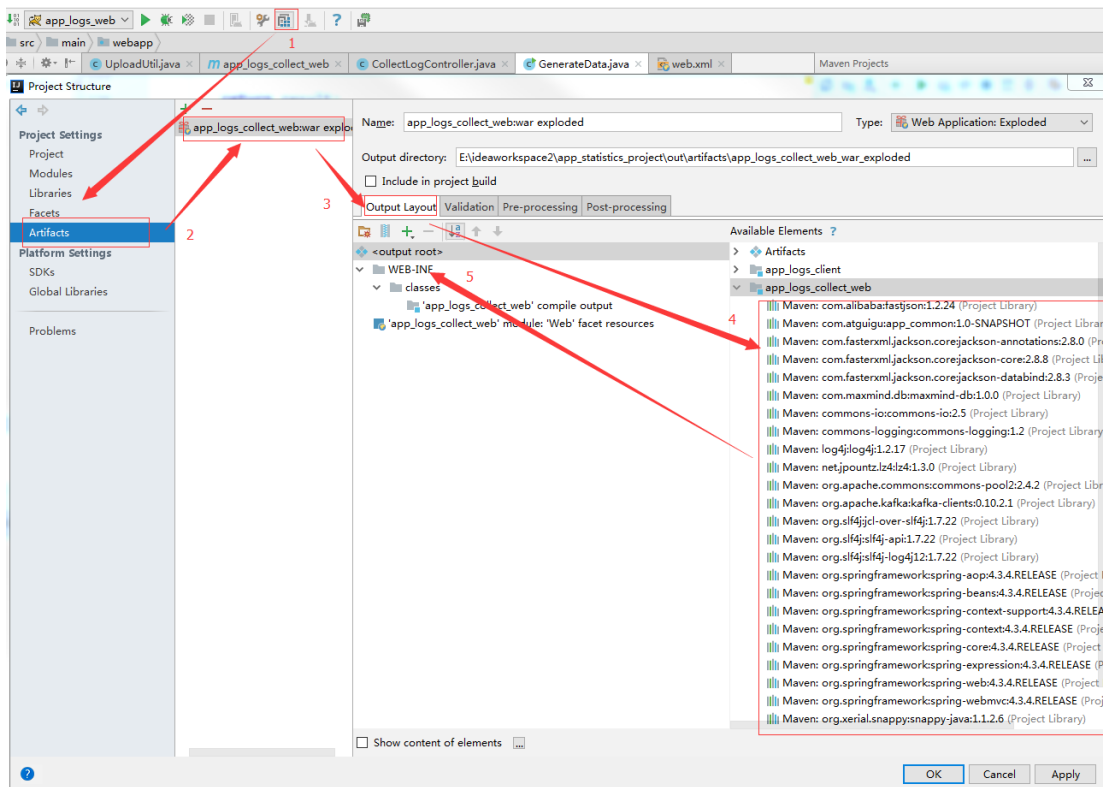 app_logs_web
1
src main webapp
UploadUtil.java app_logs_collect_web CollectLogController.java GenerateData.java web.xml Maven Projects
Project Structure
Project Settings
Project
Modules
Libraries
Facets
Artifacts
Platform Settings
SDKs
Global Libraries
Problems
2
app_logs_collect_web:war explo
3
Name: app_logs_collect_web:war exploded Type: Web Application: Exploded
Output directory: E:\ideaworkspace2\app_statistics_project\out\artifacts\app_logs_collect_web_war_exploded ...
Include in project build
Output Layout Validation Pre-processing Post-processing
<output root>
WEB-INF
5
classes
'app_logs_collect_web' compile output
'app_logs_collect_web' module: 'Web' facet resources
Available Elements ?
Artifacts
app_logs_client
app_logs_collect_web
4
Maven: com.alibaba:fastjson:1.2.24 (Project Library)
Maven: com.atguigu:app_common:1.0-SNAPSHOT (Project Librar
Maven: com.fasterxml.jackson.core:jackson-annotations:2.8.0 (Pr
Maven: com.fasterxml.jackson.core:jackson-core:2.8.8 (Project Li
Maven: com.fasterxml.jackson.core:jackson-databind:2.8.3 (Proje
Maven: com.maxmind.db:maxmind-db:1.0.0 (Project Library)
Maven: commons-io:commons-io:2.5 (Project Library)
Maven: commons-logging:commons-logging:1.2 (Project Library
Maven: log4j:log4j:1.2.17 (Project Library)
Maven: net.jpountz.lz4:lz4:1.3.0 (Project Library)
Maven: org.apache.commons:commons-pool2:2.4.2 (Project Libr
Maven: org.apache.kafka:kafka-clients:0.10.2.1 (Project Library)
Maven: org.slf4j:jcl-over-slf4j:1.7.22 (Project Library)
Maven: org.slf4j:slf4j-api:1.7.22 (Project Library)
Maven: org.slf4j:slf4j-log4j12:1.7.22 (Project Library)
Maven: org.springframework:spring-aop:4.3.4.RELEASE (Project
Maven: org.springframework:spring-beans:4.3.4.RELEASE (Project
Maven: org.springframework:spring-context-support:4.3.4.RELEA
Maven: org.springframework:spring-context:4.3.4.RELEASE (Proje
Maven: org.springframework:spring-core:4.3.4.RELEASE (Project
Maven: org.springframework:spring-expression:4.3.4.RELEASE (P
Maven: org.springframework:spring-web:4.3.4.RELEASE (Project
Maven: org.springframework:spring-webmvc:4.3.4.RELEASE (Proj
Maven: org.xerial.snappy:snappy-java:1.1.2.6 (Project Library)
Show content of elements ...
OK Cancel Apply